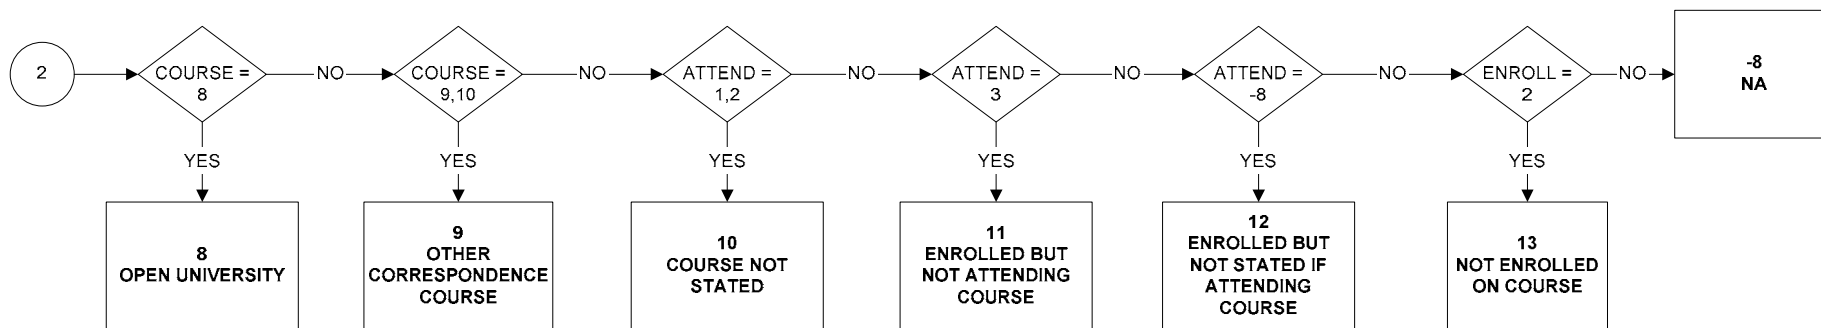 2
COURSE =
8
NO
COURSE =
9,10
NO
ATTEND =
1,2
NO
ATTEND =
3
NO
ATTEND =
-8
NO
ENROLL =
2
NO
-8
NA
YES
YES
YES
YES
YES
YES
8
OPEN UNIVERSITY
9
OTHER
CORRESPONDENCE
COURSE
10
COURSE NOT
STATED
11
ENROLLED BUT
NOT ATTENDING
COURSE
12
ENROLLED BUT
NOT STATED IF
ATTENDING
COURSE
13
NOT ENROLLED
ON COURSE